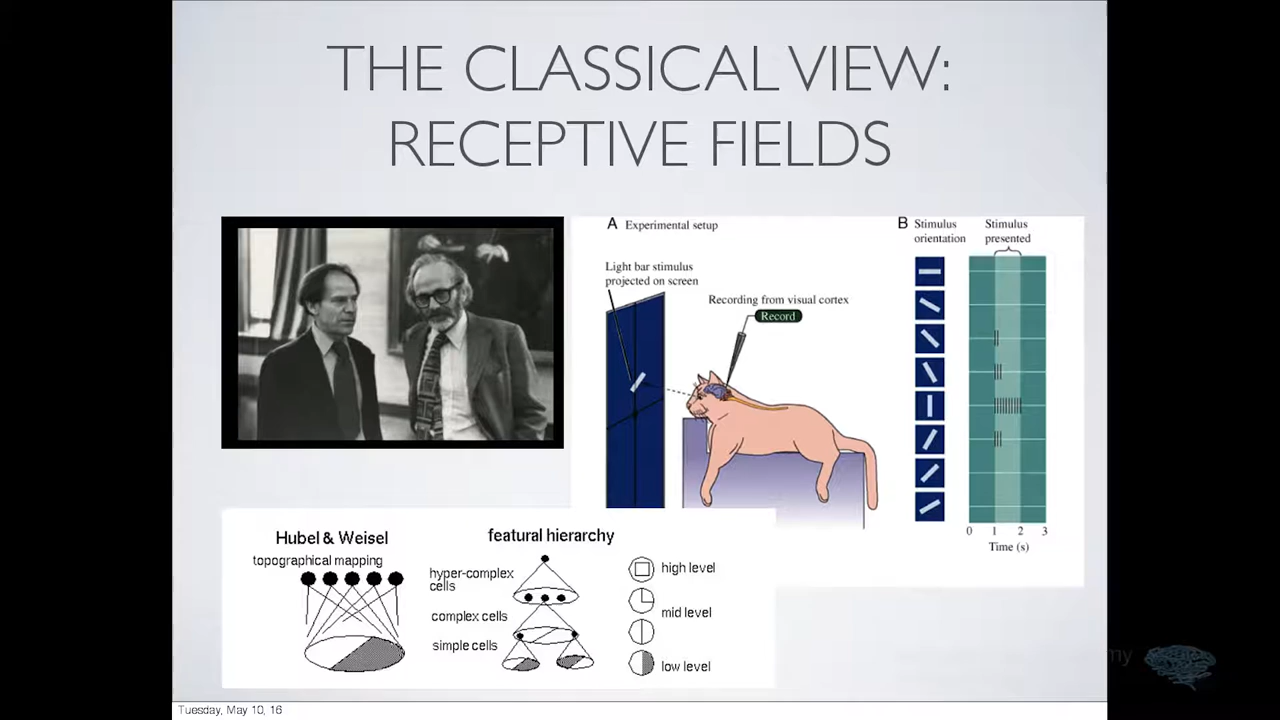 THE CLASSICAL VIEW:
RECEPTIVE FIELDS
A Experimental setup
Light bar stimulus
projected on screen
Recording from visual cortex
Record
B Stimulus
orientation
Stimulus
presented
0 1 2 3
Time (s)
Hubel & Weisel
topographical mapping
featural hierarchy
hyper-complex
cells
complex cells
simple cells
high level
mid level
low level
Tuesday, May 10, 16